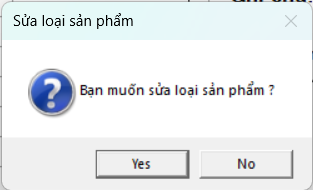 Sửa loại sản phẩm
Bạn muốn sửa loại sản phẩm ?
Yes
No